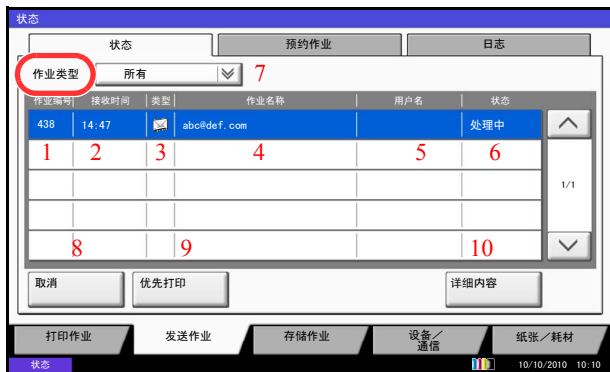 状态
状态 预约作业 日志
作业类型 所有 7
作业编号 接收时间 类型 作业名称 用户名 状态
438 14:47 abc@def.com 处理中
1 2 3 4 5 6
1/1
8 9 10
取消 优先打印 详细内容
打印作业 发送作业 存储作业 设备/通信 纸张/耗材
状态 10/10/2010 10:10